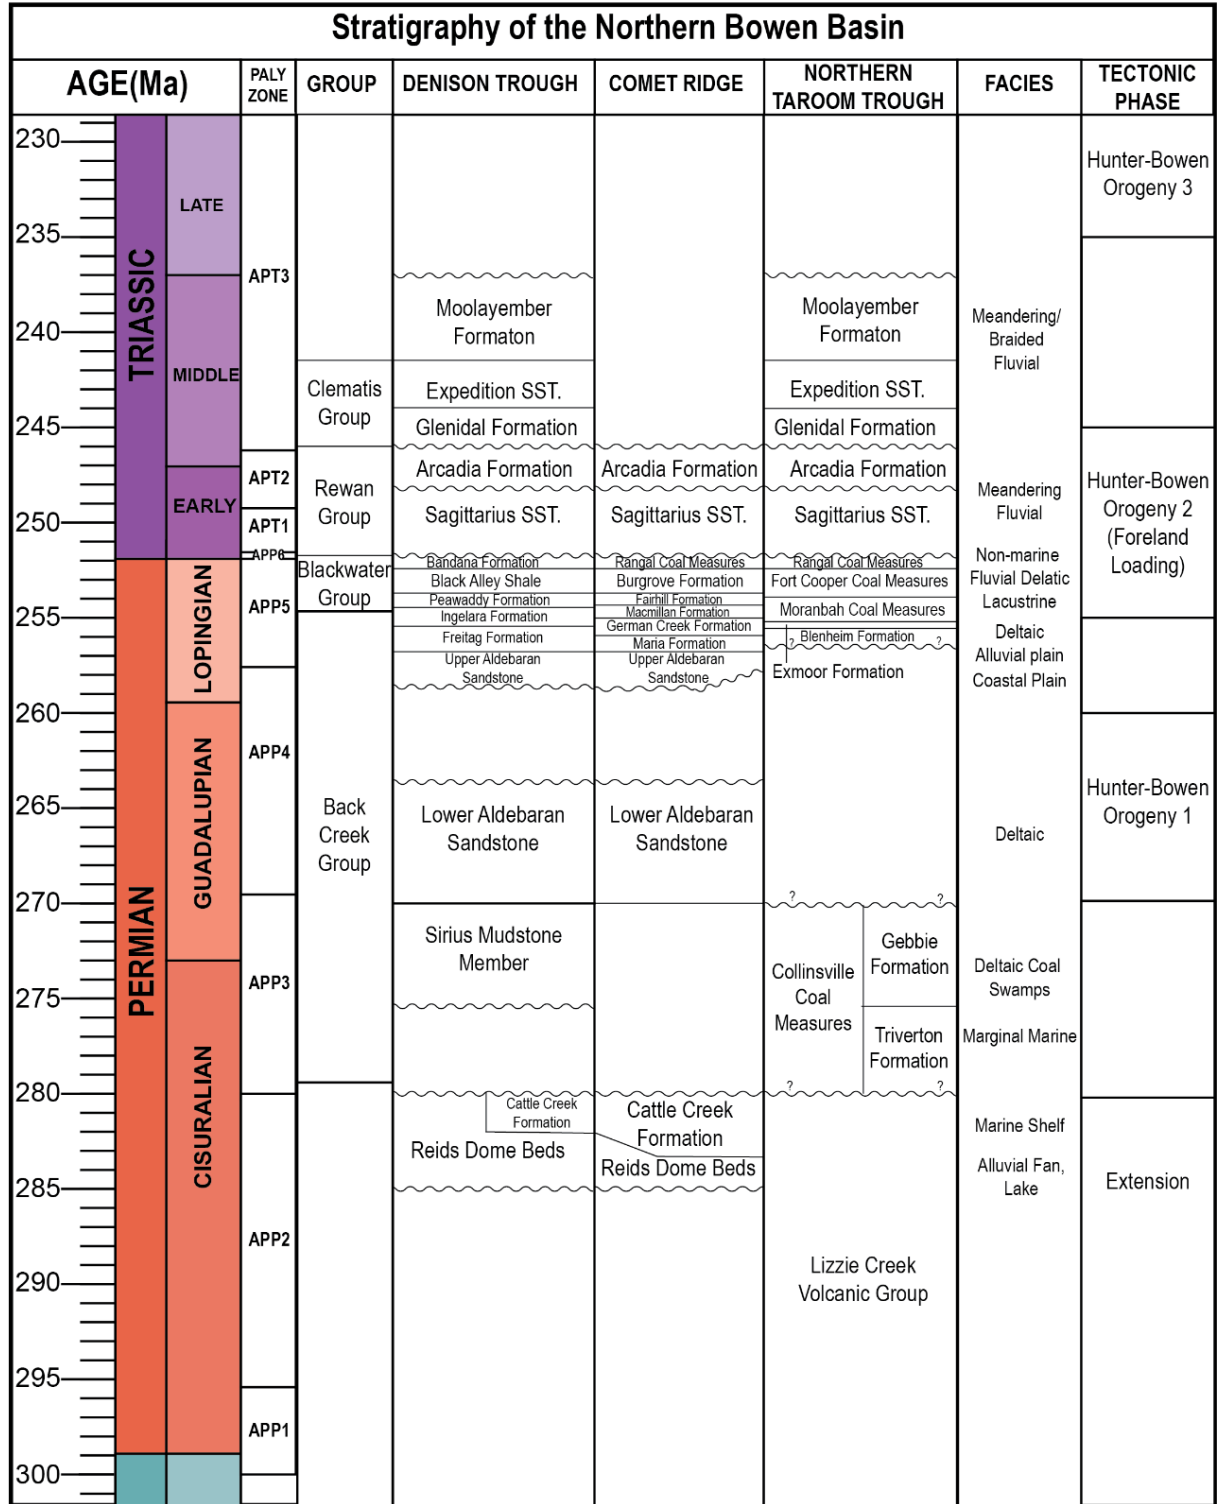 Stratigraphy of the Northern Bowen Basin
AGE(Ma)
PALY
ZONE
GROUP
DENISON TROUGH
COMET RIDGE
NORTHERN
TAROOM TROUGH
FACIES
TECTONIC
PHASE
230
235
240
245
250
255
260
265
270
275
280
285
290
295
300
TRIASSIC
PERMIAN
LATE
MIDDLE
EARLY
LOPINGIAN
GUADALUPIAN
CISURALIAN
APT3
APT2
APT1
APP6
APP5
APP4
APP3
APP2
APP1
Clematis
Group
Rewan
Group
Blackwater
Group
Back
Creek
Group
Moolayember
Formaton
Expedition SST.
Glenidal Formation
Arcadia Formation
Sagittarius SST.
Bandana Formation
Black Alley Shale
Peawaddy Formation
Ingelara Formation
Freitag Formation
Upper Aldebaran
Sandstone
Lower Aldebaran
Sandstone
Sirius Mudstone
Member
Cattle Creek
Formation
Reids Dome Beds
Arcadia Formation
Sagittarius SST.
Rangal Coal Measures
Burgrove Formation
Fairhill Formation
Macmillan Formation
German Creek Formation
Maria Formation
Upper Aldebaran
Sandstone
Lower Aldebaran
Sandstone
Cattle Creek
Formation
Reids Dome Beds
Moolayember
Formaton
Expedition SST.
Glenidal Formation
Arcadia Formation
Sagittarius SST.
Rangal Coal Measures
Fort Cooper Coal Measures
Moranbah Coal Measures
? Blenheim Formation ?
Exmoor Formation
? ?
Collinsville
Coal
Measures
Gebbie
Formation
Triverton
Formation
? ?
Lizzie Creek
Volcanic Group
Meandering/
Braided
Fluvial
Meandering
Fluvial
Non-marine
Fluvial Delatic
Lacustrine
Deltaic
Alluvial plain
Coastal Plain
Deltaic
Deltaic Coal
Swamps
Marginal Marine
Marine Shelf
Alluvial Fan,
Lake
Hunter-Bowen
Orogeny 3
Hunter-Bowen
Orogeny 2
(Foreland
Loading)
Hunter-Bowen
Orogeny 1
Extension